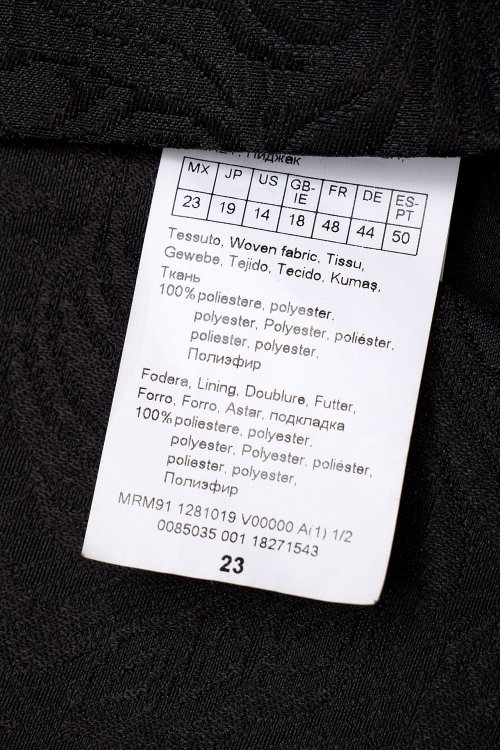 Пиджак
MX JP US GB-IE FR DE ES-PT
23 19 14 18 48 44 50
Tessuto, Woven fabric, Tissu,
Gewebe, Tejido, Tecido, Kumaş,
Ткань
100% poliestere, polyester,
polyester, Polyester, poliéster,
poliester, polyester,
Полиэфир
Fodera, Lining, Doublure, Futter,
Forro, Forro, Astar, подкладка
100% poliestere, polyester,
polyester, Polyester, poliéster,
poliester, polyester,
Полиэфир
MRM91 1281019 V00000 A(1) 1/2
0085035 001 18271543
23